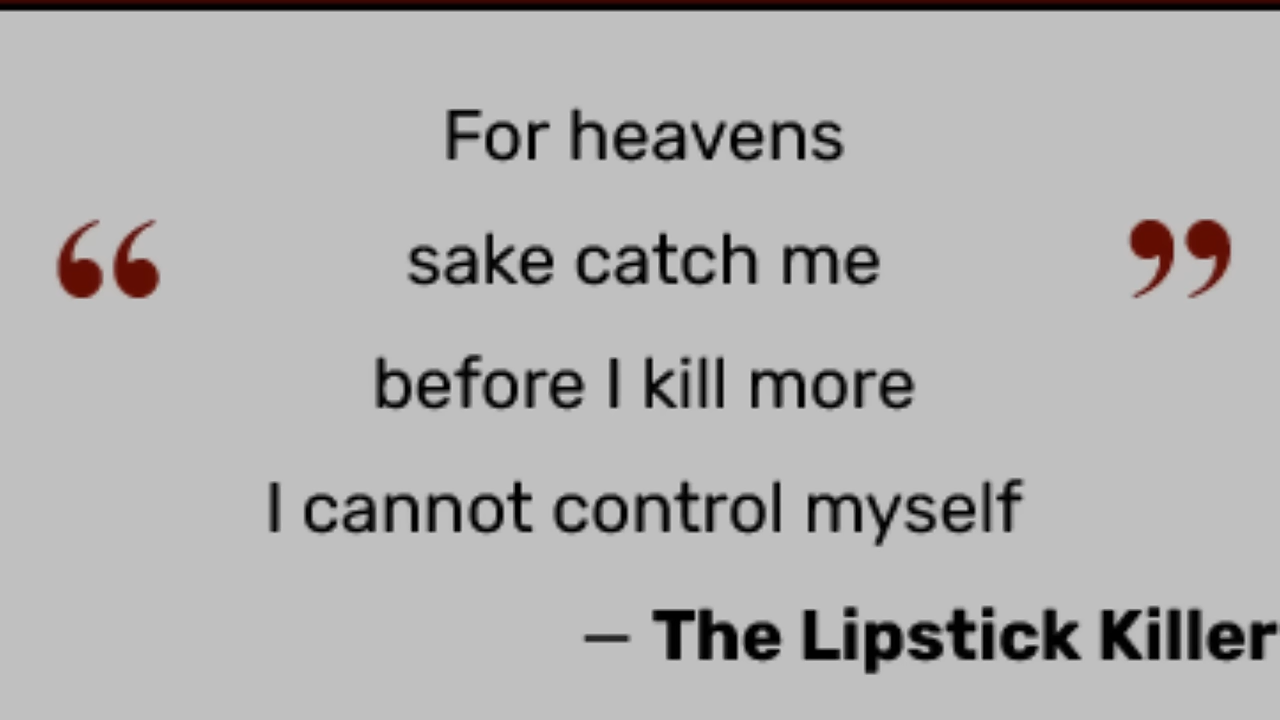 For heavens
“ sake catch me ”
before I kill more
I cannot control myself
– The Lipstick Killer